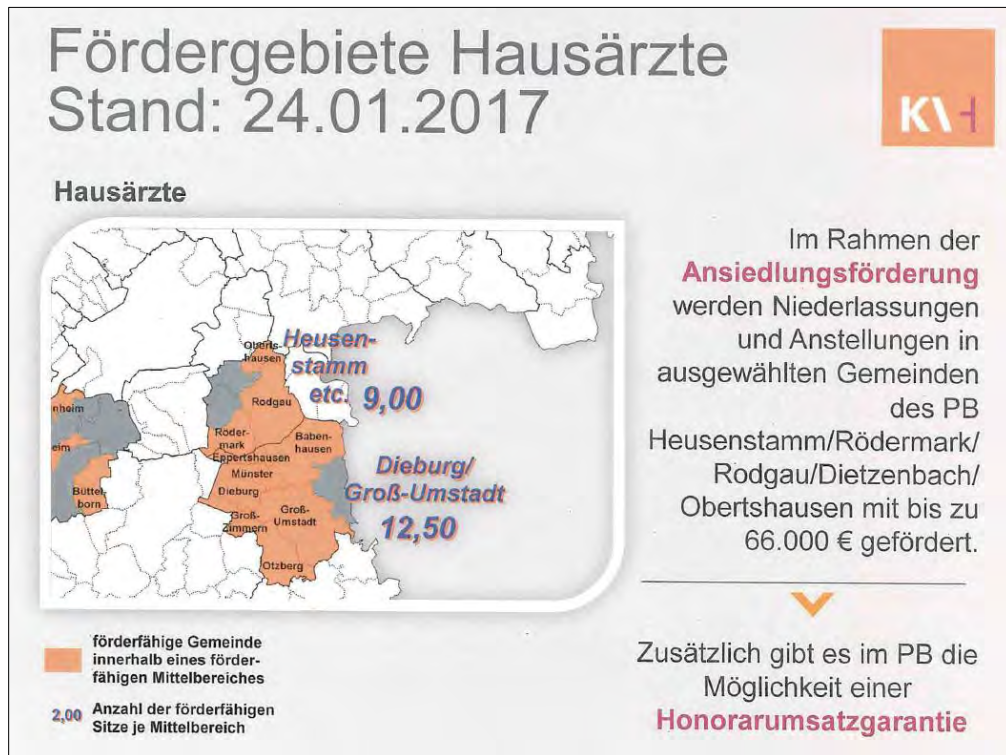 Fördergebiete Hausärzte
Stand: 24.01.2017
KVH
Hausärzte
Oberts-
hausen
Heusen-
stamm
etc. 9,00
Rodgau
Röder-
mark
Baben-
hausen
Eppertshausen
Münster
Dieburg
Groß-
Zimmern
Groß-
Umstadt
Otzberg
Dieburg/
Groß-Umstadt
12,50
nheim
eim
Büttel-
born
förderfähige Gemeinde
innerhalb eines förder-
fähigen Mittelbereiches
2,00 Anzahl der förderfähigen
Sitze je Mittelbereich
Im Rahmen der
Ansiedlungsförderung
werden Niederlassungen
und Anstellungen in
ausgewählten Gemeinden
des PB
Heusenstamm/Rödermark/
Rodgau/Dietzenbach/
Obertshausen mit bis zu
66.000 € gefördert.
Zusätzlich gibt es im PB die
Möglichkeit einer
Honorarumsatzgarantie